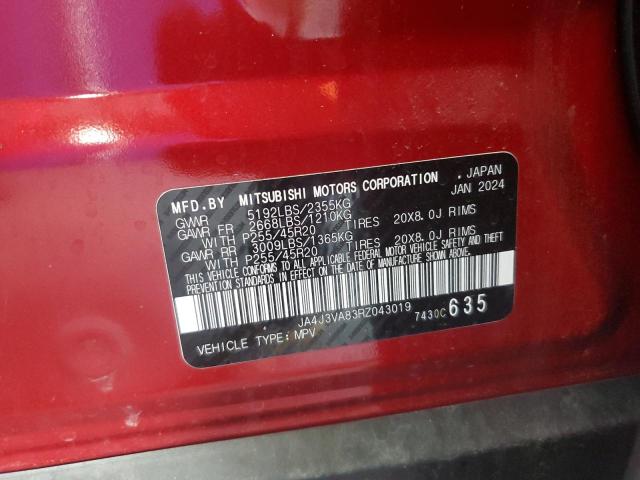 MFD.BY MITSUBISHI MOTORS CORPORATION . JAPAN
GVWR 5192LBS/2355KG JAN 2024
GAWR FR 2668LBS/1210KG
WITH P255/45R20 TIRES 20X8.0J RIMS
GAWR RR 3009LBS/1365KG
WITH P255/45R20 TIRES 20X8.0J RIMS
THIS VEHICLE CONFORMS TO ALL APPLICABLE FEDERAL MOTOR VEHICLE SAFETY AND THEFT
PREVENTION STANDARDS IN EFFECT ON THE DATE OF MANUFACTURE SHOWN ABOVE.
JA4J3VA83RZ043019
7430C 635
VEHICLE TYPE: MPV